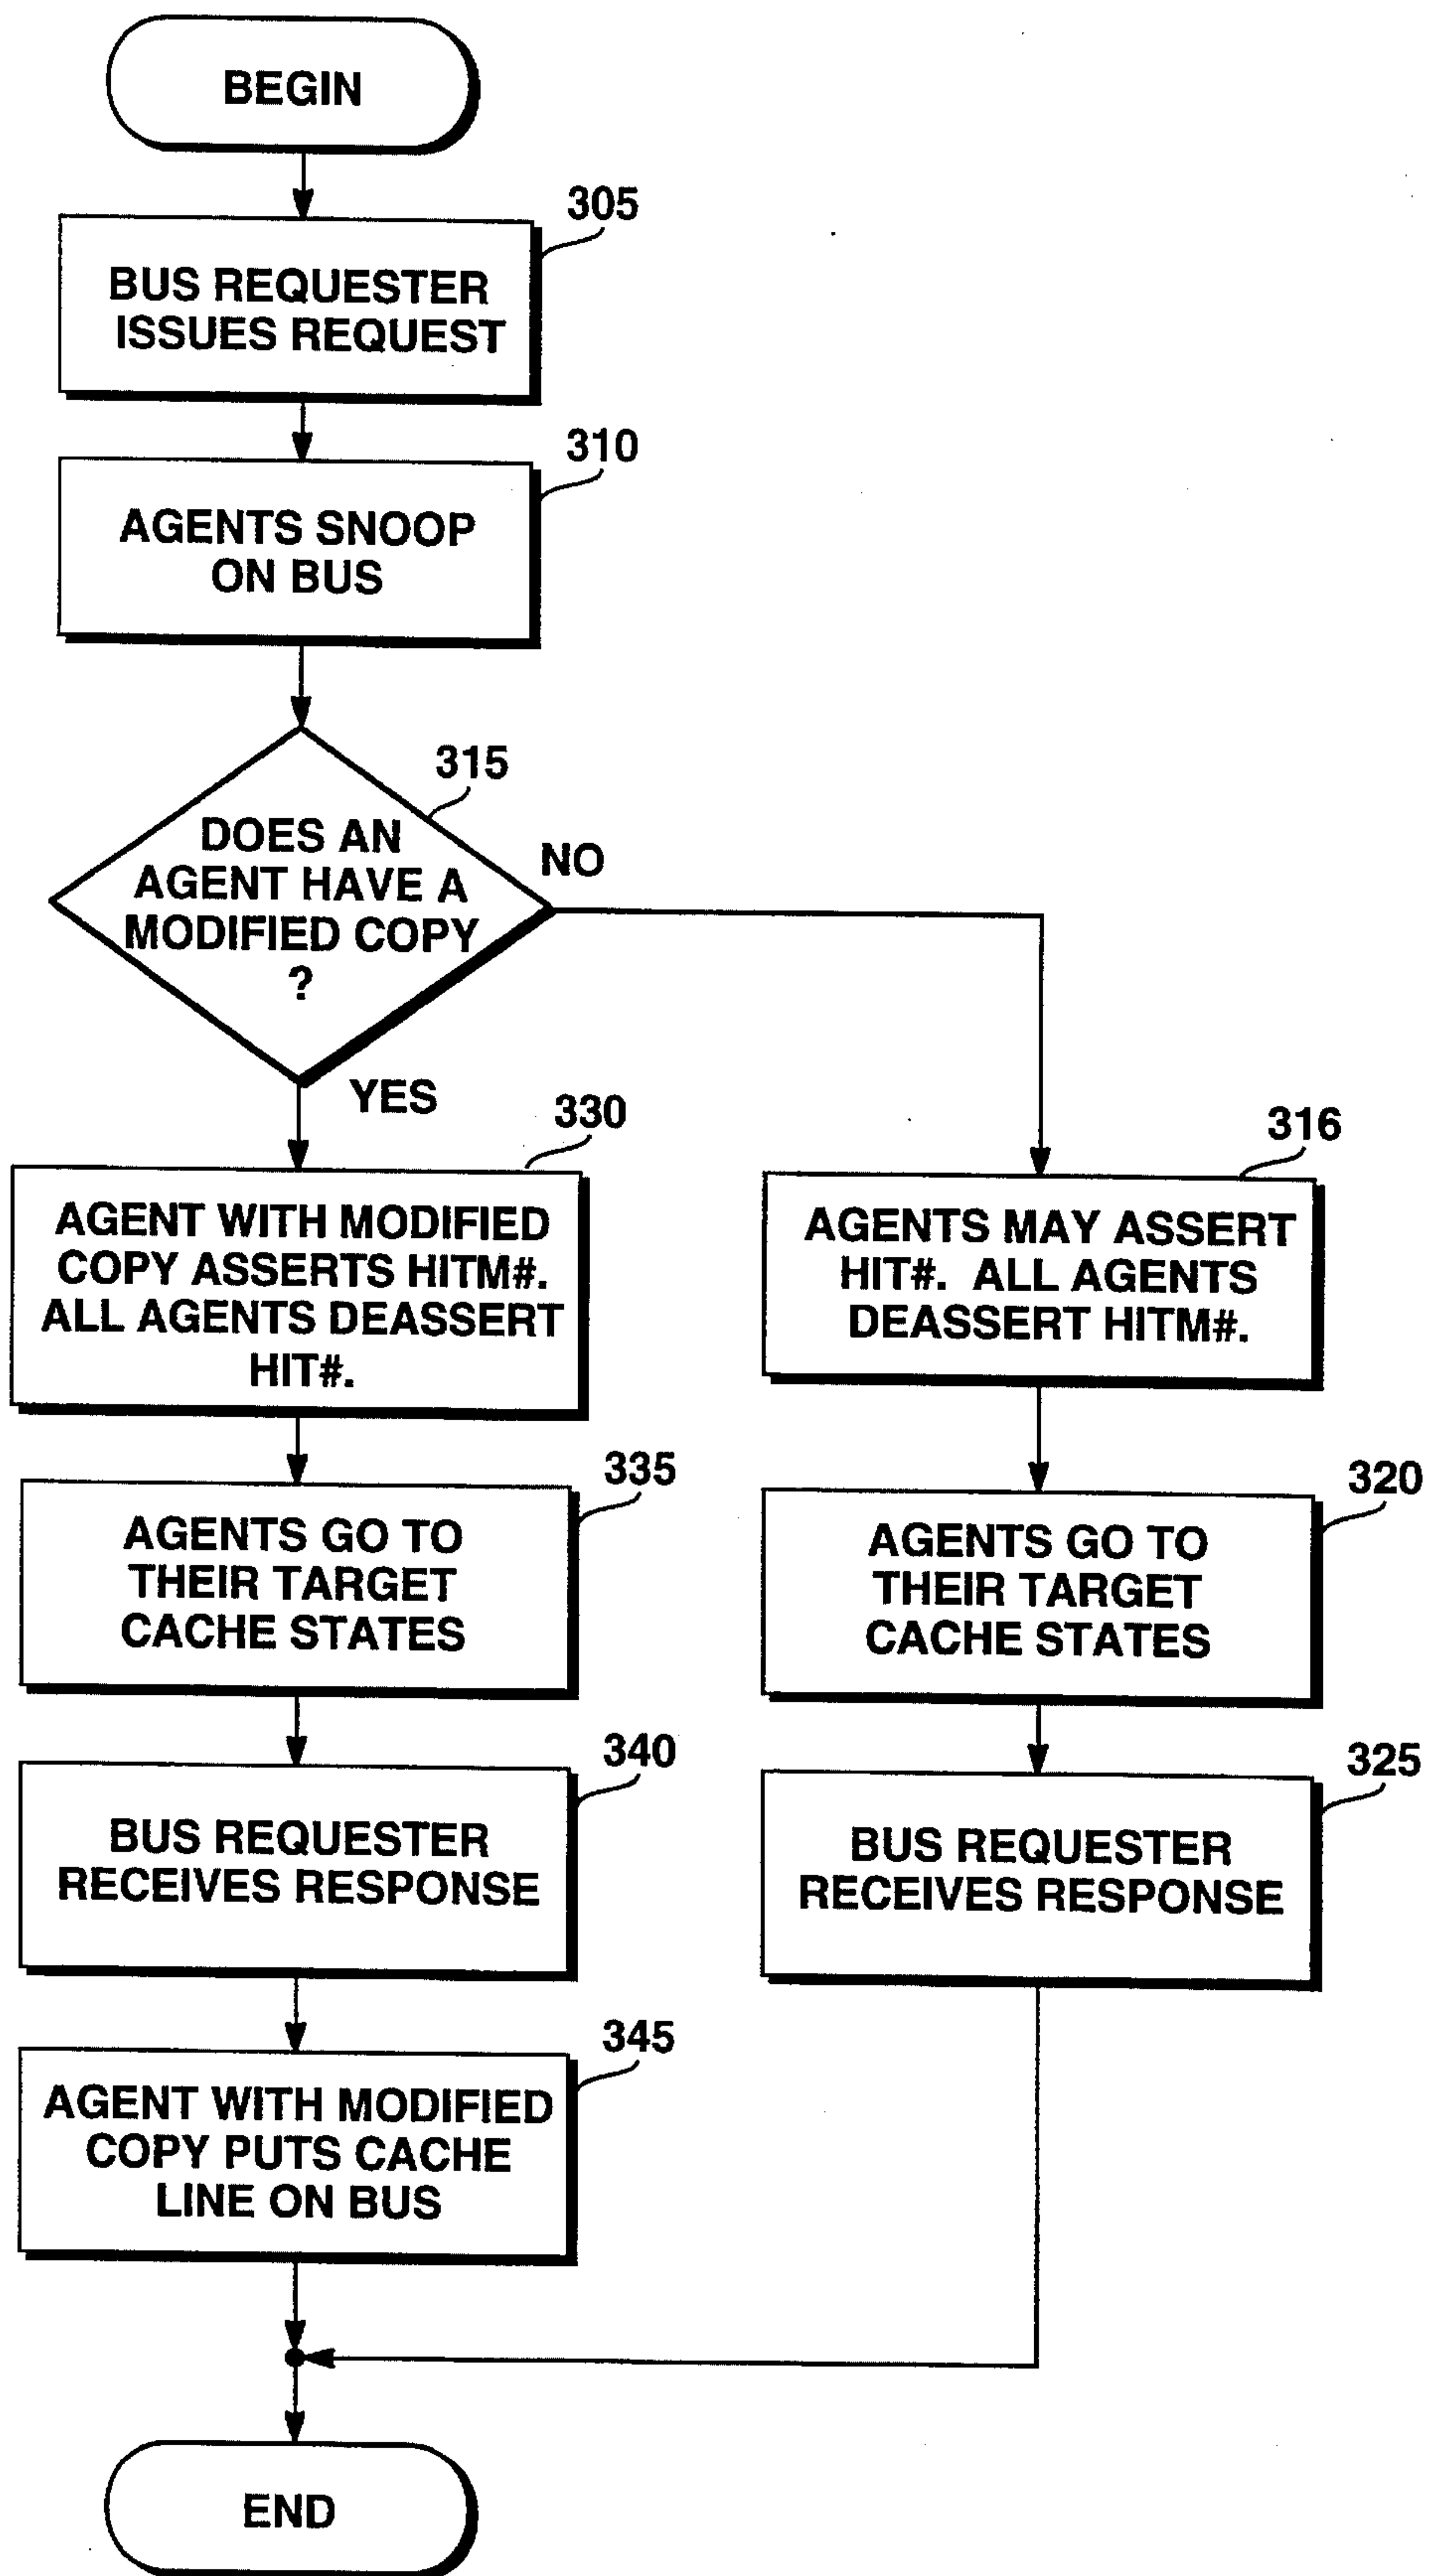 BEGIN
305
BUS REQUESTER
ISSUES REQUEST
310
AGENTS SNOOP
ON BUS
315
DOES AN
AGENT HAVE A
MODIFIED COPY
?
NO
YES
330
AGENT WITH MODIFIED
COPY ASSERTS HITM#.
ALL AGENTS DEASSERT
HIT#.
316
AGENTS MAY ASSERT
HIT#. ALL AGENTS
DEASSERT HITM#.
335
AGENTS GO TO
THEIR TARGET
CACHE STATES
320
AGENTS GO TO
THEIR TARGET
CACHE STATES
340
BUS REQUESTER
RECEIVES RESPONSE
325
BUS REQUESTER
RECEIVES RESPONSE
345
AGENT WITH MODIFIED
COPY PUTS CACHE
LINE ON BUS
END